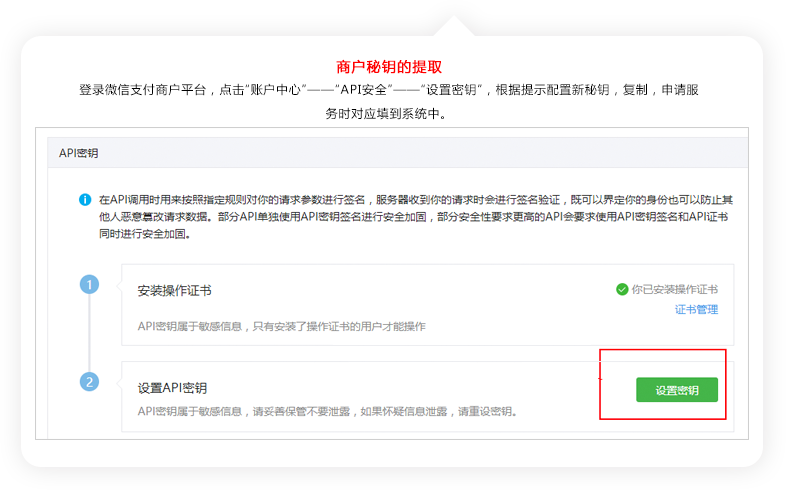 商户秘钥的提取
登录微信支付商户平台，点击"账户中心"——"API安全"——"设置密钥"，根据提示配置新秘钥，复制，申请服
务时对应填到系统中。
API密钥
在API调用时用来按照指定规则对你的请求参数进行签名，服务器收到你的请求时会进行签名验证，既可以界定你的身份也可以防止其
他人恶意篡改请求数据。部分API单独使用API密钥签名进行安全加固，部分安全性要求更高的API会要求使用API密钥签名和API证书
同时进行安全加固。
1
安装操作证书
你已安装操作证书
证书管理
API密钥属于敏感信息，只有安装了操作证书的用户才能操作
2
设置API密钥
设置密钥
API密钥属于敏感信息，请妥善保管不要泄露，如果怀疑信息泄露，请重设密钥。